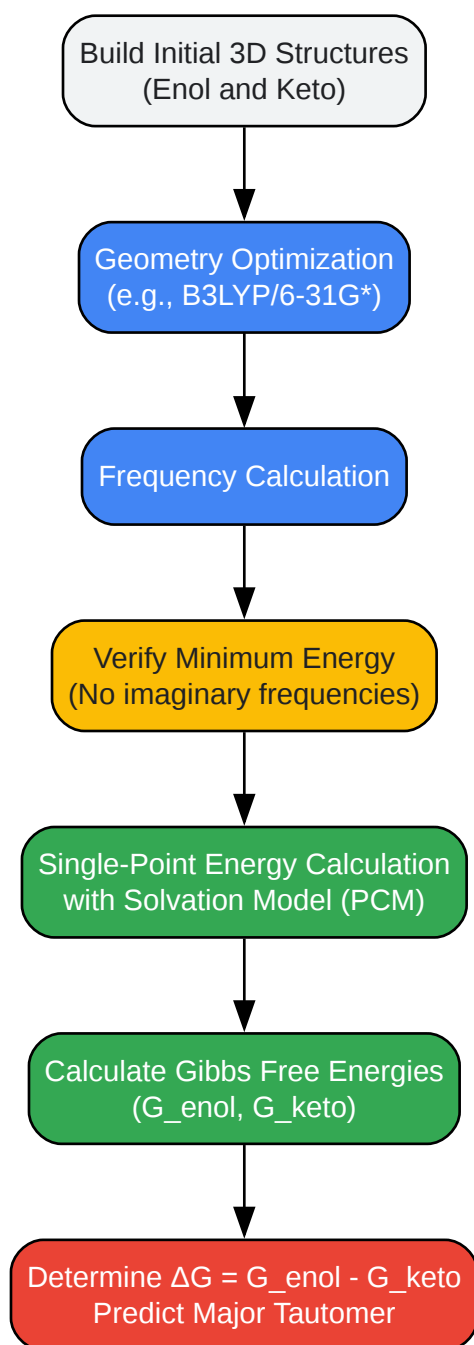 Build Initial 3D Structures
(Enol and Keto)
Geometry Optimization
(e.g., B3LYP/6-31G*)
Frequency Calculation
Verify Minimum Energy
(No imaginary frequencies)
Single-Point Energy Calculation
with Solvation Model (PCM)
Calculate Gibbs Free Energies
(G_enol, G_keto)
Determine ΔG = G_enol - G_keto
Predict Major Tautomer